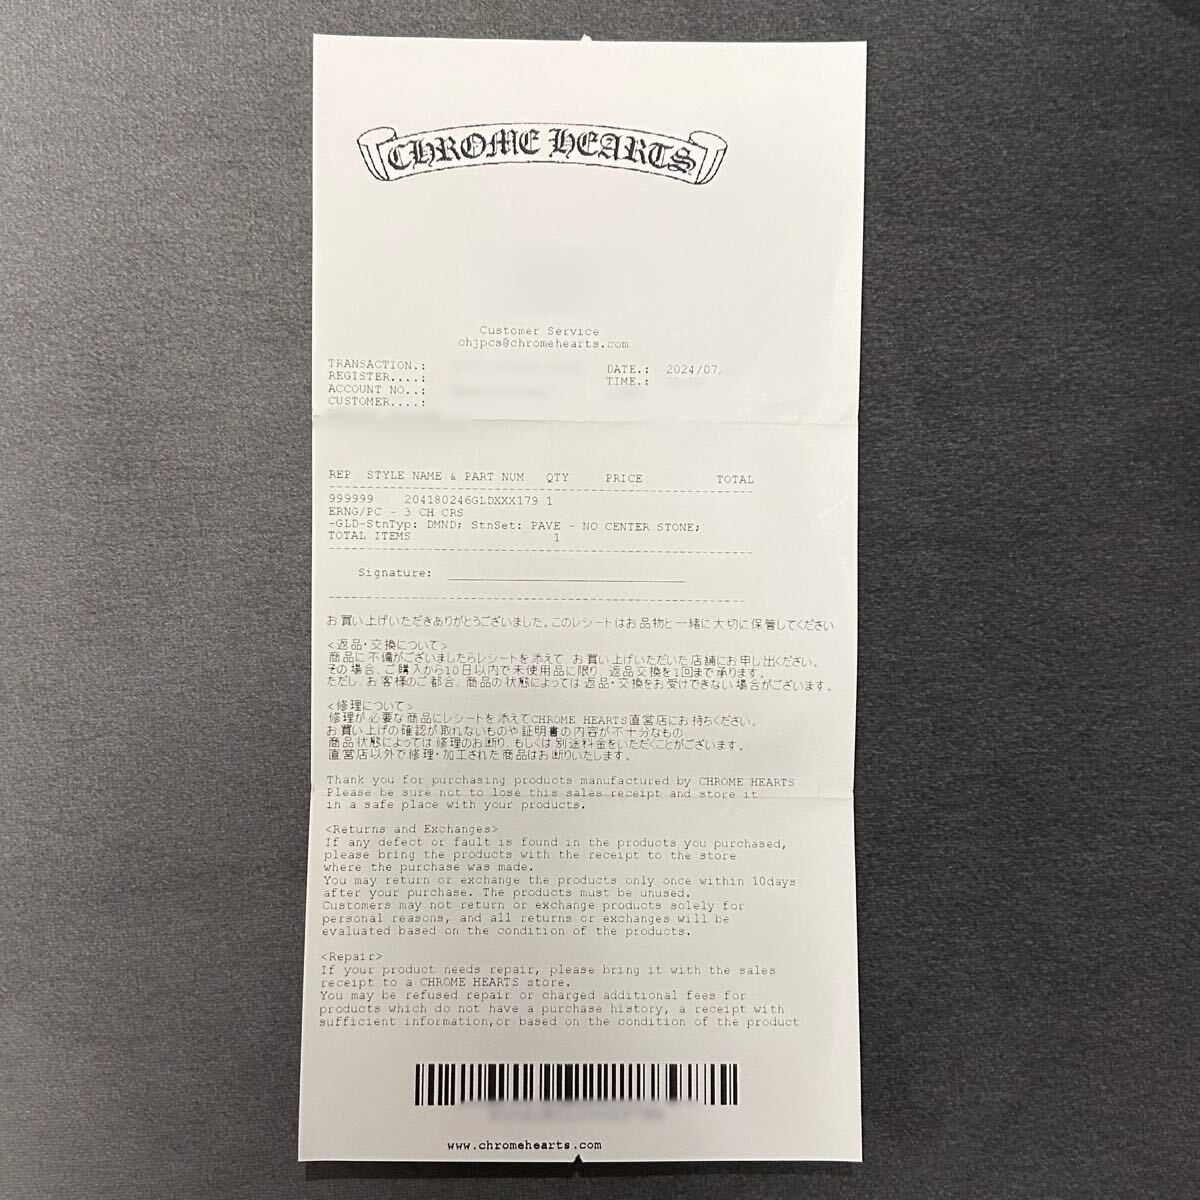 CHROME HEARTS
Customer Service
chjpcs@chromehearts.com
TRANSACTION.:
REGISTER....:
ACCOUNT NO..:
CUSTOMER....:
DATE.: 2024/07/
TIME.:
REP STYLE NAME & PART NUM QTY PRICE TOTAL
999999 204180246GLDXXX179 1
ERNG/PC - 3 CH CRS
-GLD-StnTyp: DMND; StnSet: PAVE - NO CENTER STONE;
TOTAL ITEMS 1
Signature:
お買い上げいただきありがとうございました。このレシートはお品物と一緒に大切に保管してください
<返品・交換について>
商品に不備がございましたらレシートを添えて お買い上げいただいた店舗にお申し出ください。
その場合、ご購入から10日以内で未使用品に限り 返品交換を1回まで承ります。
ただし、お客様のご都合、商品の状態によっては返品・交換をお受けできない場合がございます。
<修理について>
修理が必要な商品にレシートを添えてCHROME HEARTS直営店にお持ちください。
お買い上げの確認が取れないものや証明書の内容が不十分なもの
商品状態によっては修理のお断り もしくは別途料金をいただくことがございます。
直営店以外で修理・加工された商品はお断りいたします。
Thank you for purchasing products manufactured by CHROME HEARTS
Please be sure not to lose this sales receipt and store it
in a safe place with your products.
<Returns and Exchanges>
If any defect or fault is found in the products you purchased,
please bring the products with the receipt to the store
where the purchase was made.
You may return or exchange the products only once within 10days
after your purchase. The products must be unused.
Customers may not return or exchange products solely for
personal reasons, and all returns or exchanges will be
evaluated based on the condition of the products.
<Repair>
If your product needs repair, please bring it with the sales
receipt to a CHROME HEARTS store.
You may be refused repair or charged additional fees for
products which do not have a purchase history, a receipt with
sufficient information,or based on the condition of the product
www.chromehearts.com